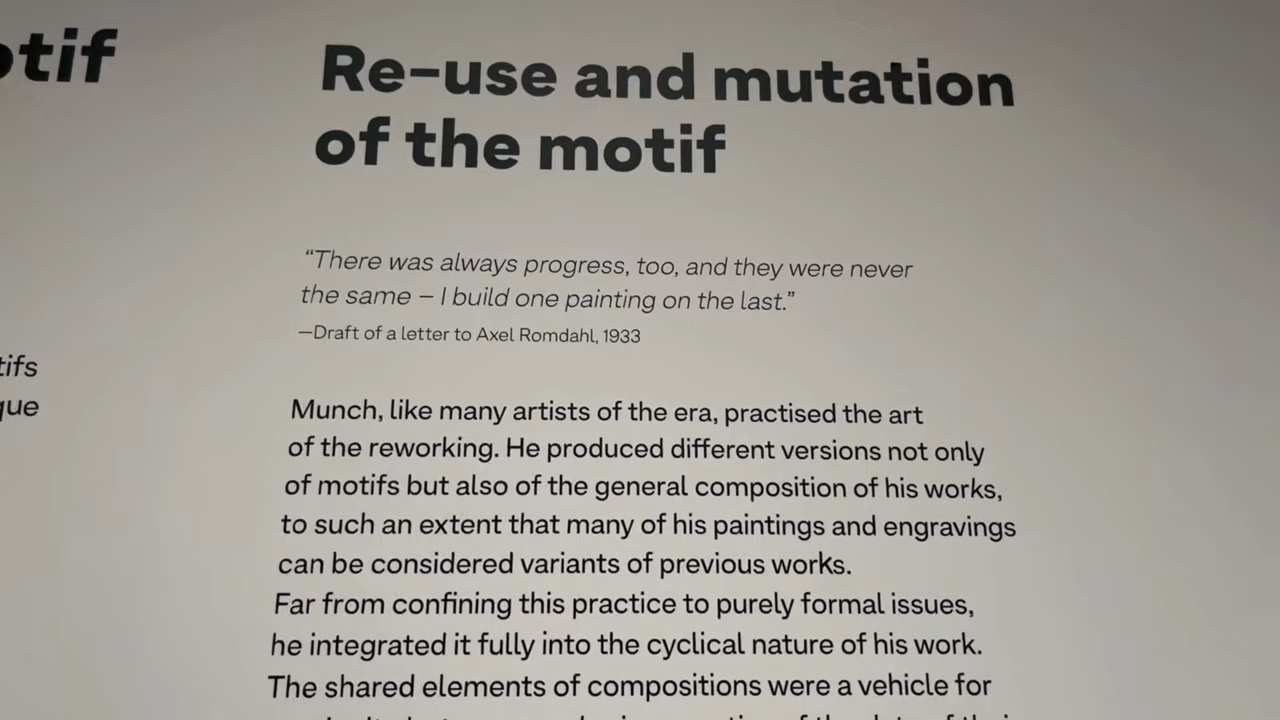 otif
tifs
que
Re-use and mutation
of the motif
“There was always progress, too, and they were never
the same – I build one painting on the last.”
—Draft of a letter to Axel Romdahl, 1933
Munch, like many artists of the era, practised the art
of the reworking. He produced different versions not only
of motifs but also of the general composition of his works,
to such an extent that many of his paintings and engravings
can be considered variants of previous works.
Far from confining this practice to purely formal issues,
he integrated it fully into the cyclical nature of his work.
The shared elements of compositions were a vehicle for